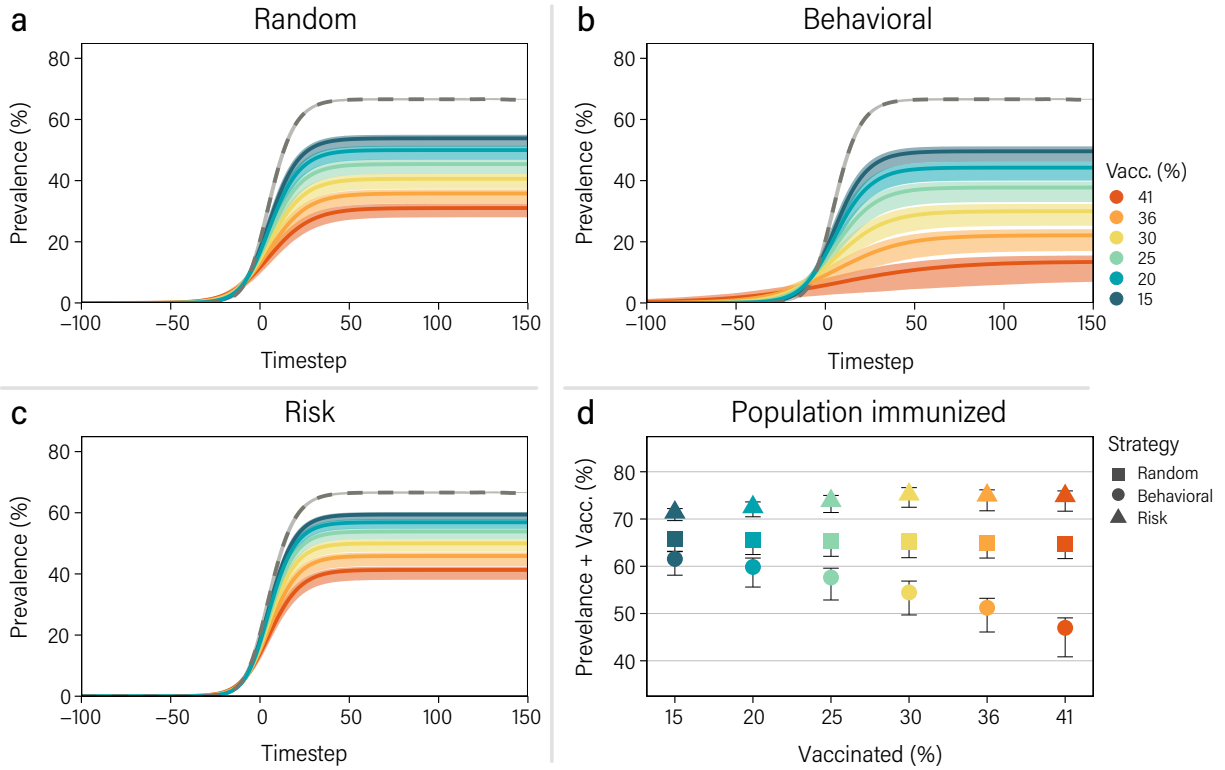 a
Random
80
60
40
20
0
Prevalence (%)
−100
−50
0
50
100
150
Timestep
b
Behavioral
80
60
40
20
0
Prevalence (%)
−100
−50
0
50
100
150
Timestep
Vacc. (%)
41
36
30
25
20
15
c
Risk
80
60
40
20
0
Prevalence (%)
−100
−50
0
50
100
150
Timestep
d
Population immunized
80
70
60
50
40
Prevelance + Vacc. (%)
15
20
25
30
36
41
Vaccinated (%)
Strategy
Random
Behavioral
Risk